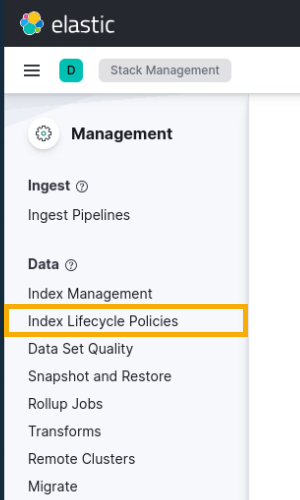 elastic
D
Stack Management
Management
Ingest
Ingest Pipelines
Data
Index Management
Index Lifecycle Policies
Data Set Quality
Snapshot and Restore
Rollup Jobs
Transforms
Remote Clusters
Migrate